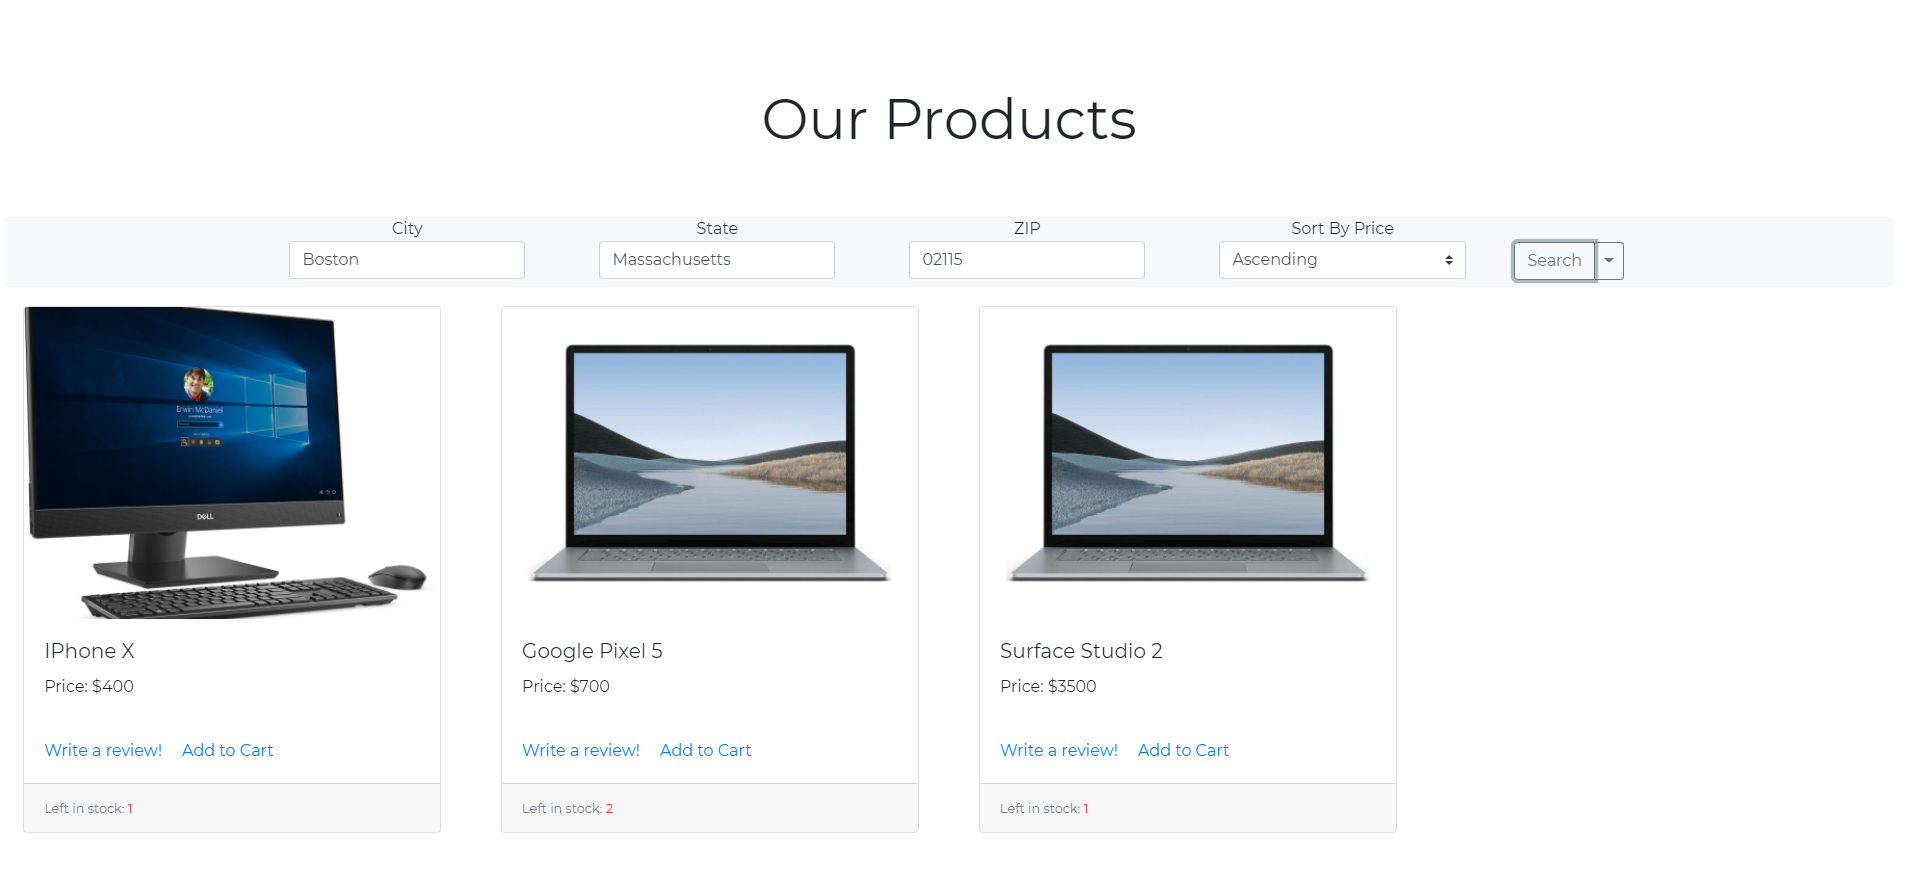 Our Products
City State ZIP Sort By Price
Boston Massachusetts 02115 Ascending Search
Erwin McDaniel
DELL
IPhone X
Price: $400
Write a review! Add to Cart
Left in stock: 1
Google Pixel 5
Price: $700
Write a review! Add to Cart
Left in stock: 2
Surface Studio 2
Price: $3500
Write a review! Add to Cart
Left in stock: 1